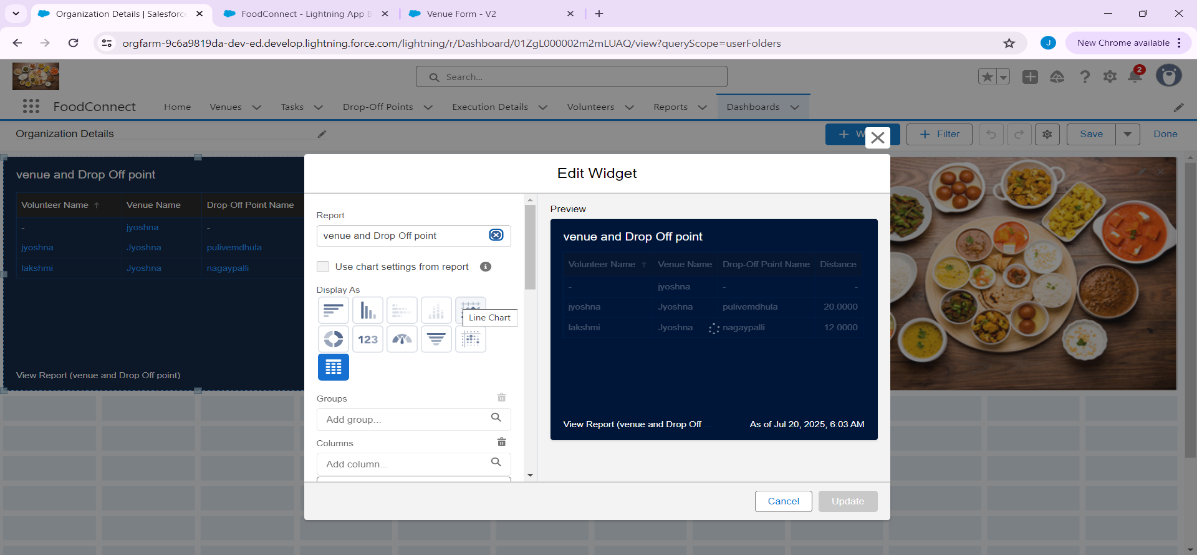 Organization Details | Salesforce
FoodConnect - Lightning App B
Venue Form - V2
orgfarm-9c6a9819da-dev-ed.develop.lightning.force.com/lightning/r/Dashboard/01ZgL000002m2mLUAQ/view?queryScope=userFolders
J
New Chrome available
Search...
2
FoodConnect
Home
Venues
Tasks
Drop-Off Points
Execution Details
Volunteers
Reports
Dashboards
Organization Details
+ W
+ Filter
Save
Done
venue and Drop Off point
Volunteer Name ↑ Venue Name Drop-Off Point Name
- jyoshna -
jyoshna Jyoshna pulivemdhula
lakshmi Jyoshna nagaypalli
View Report (venue and Drop Off point)
Edit Widget
Report
venue and Drop Off point
Use chart settings from report
Display As
Line Chart
123
Groups
Add group...
Columns
Add column...
Preview
venue and Drop Off point
Volunteer Name ↑ Venue Name Drop-Off Point Name Distance
- jyoshna - -
jyoshna Jyoshna pulivemdhula 20.0000
lakshmi Jyoshna nagaypalli 12.0000
View Report (venue and Drop Off
As of Jul 20, 2025, 6:03 AM
Cancel
Update